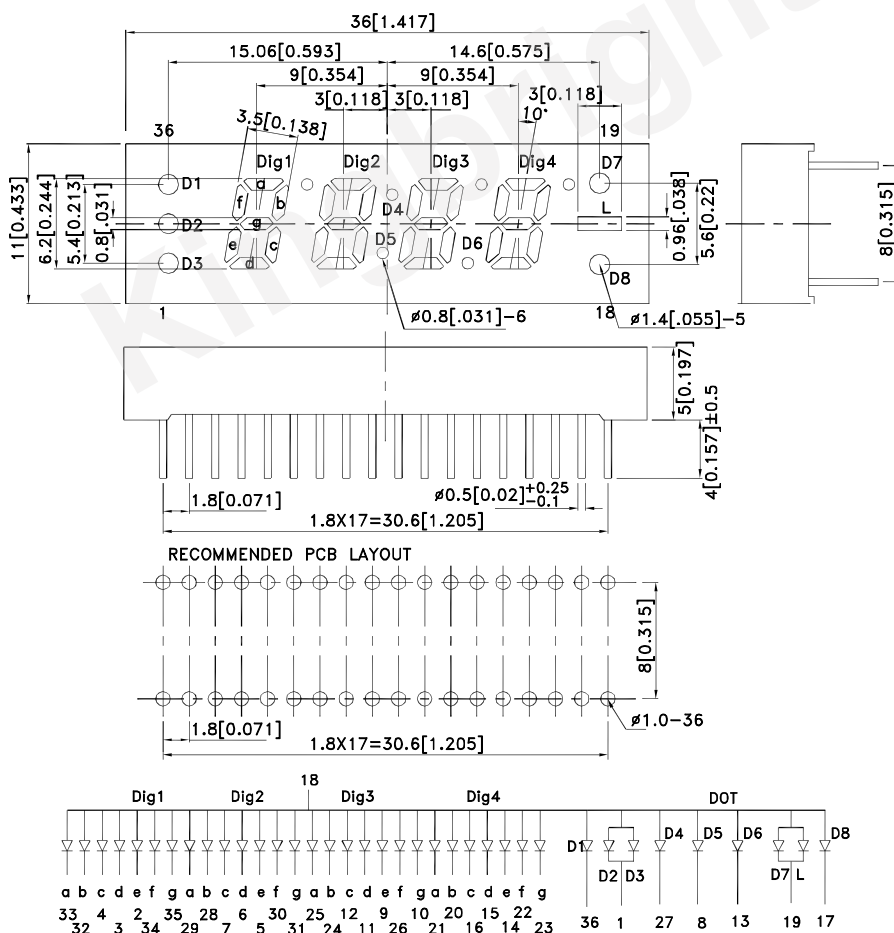 36[1.417]
15.06[0.593]
14.6[0.575]
9[0.354]
9[0.354]
3[0.118]
3[0.118]
3[0.118]
3.5[0.138]
10°
36
19
Dig1
Dig2
Dig3
Dig4
D1
D2
D3
D4
D5
D6
D7
D8
L
a
f
b
g
e
c
d
11[0.433]
6.2[0.244]
5.4[0.213]
0.8[.031]
0.96[.038]
5.6[0.22]
8[0.315]
1
18
ø0.8[.031]-6
ø1.4[.055]-5
5[0.197]
4[0.157]±0.5
1.8[0.071]
ø0.5[0.02]+0.25 -0.1
1.8X17=30.6[1.205]
RECOMMENDED PCB LAYOUT
8[0.315]
1.8[0.071]
ø1.0-36
1.8X17=30.6[1.205]
18
Dig1 Dig2 Dig3 Dig4 DOT
D1 D2 D3 D4 D5 D6 D7 L D8
a b c d e f g a b c d e f g a b c d e f g a b c d e f g
33 4 2 35 28 6 30 25 12 9 10 20 15 22 36 1 27 8 13 19 17
32 3 34 29 7 5 31 24 11 26 21 16 14 23
Kingbright